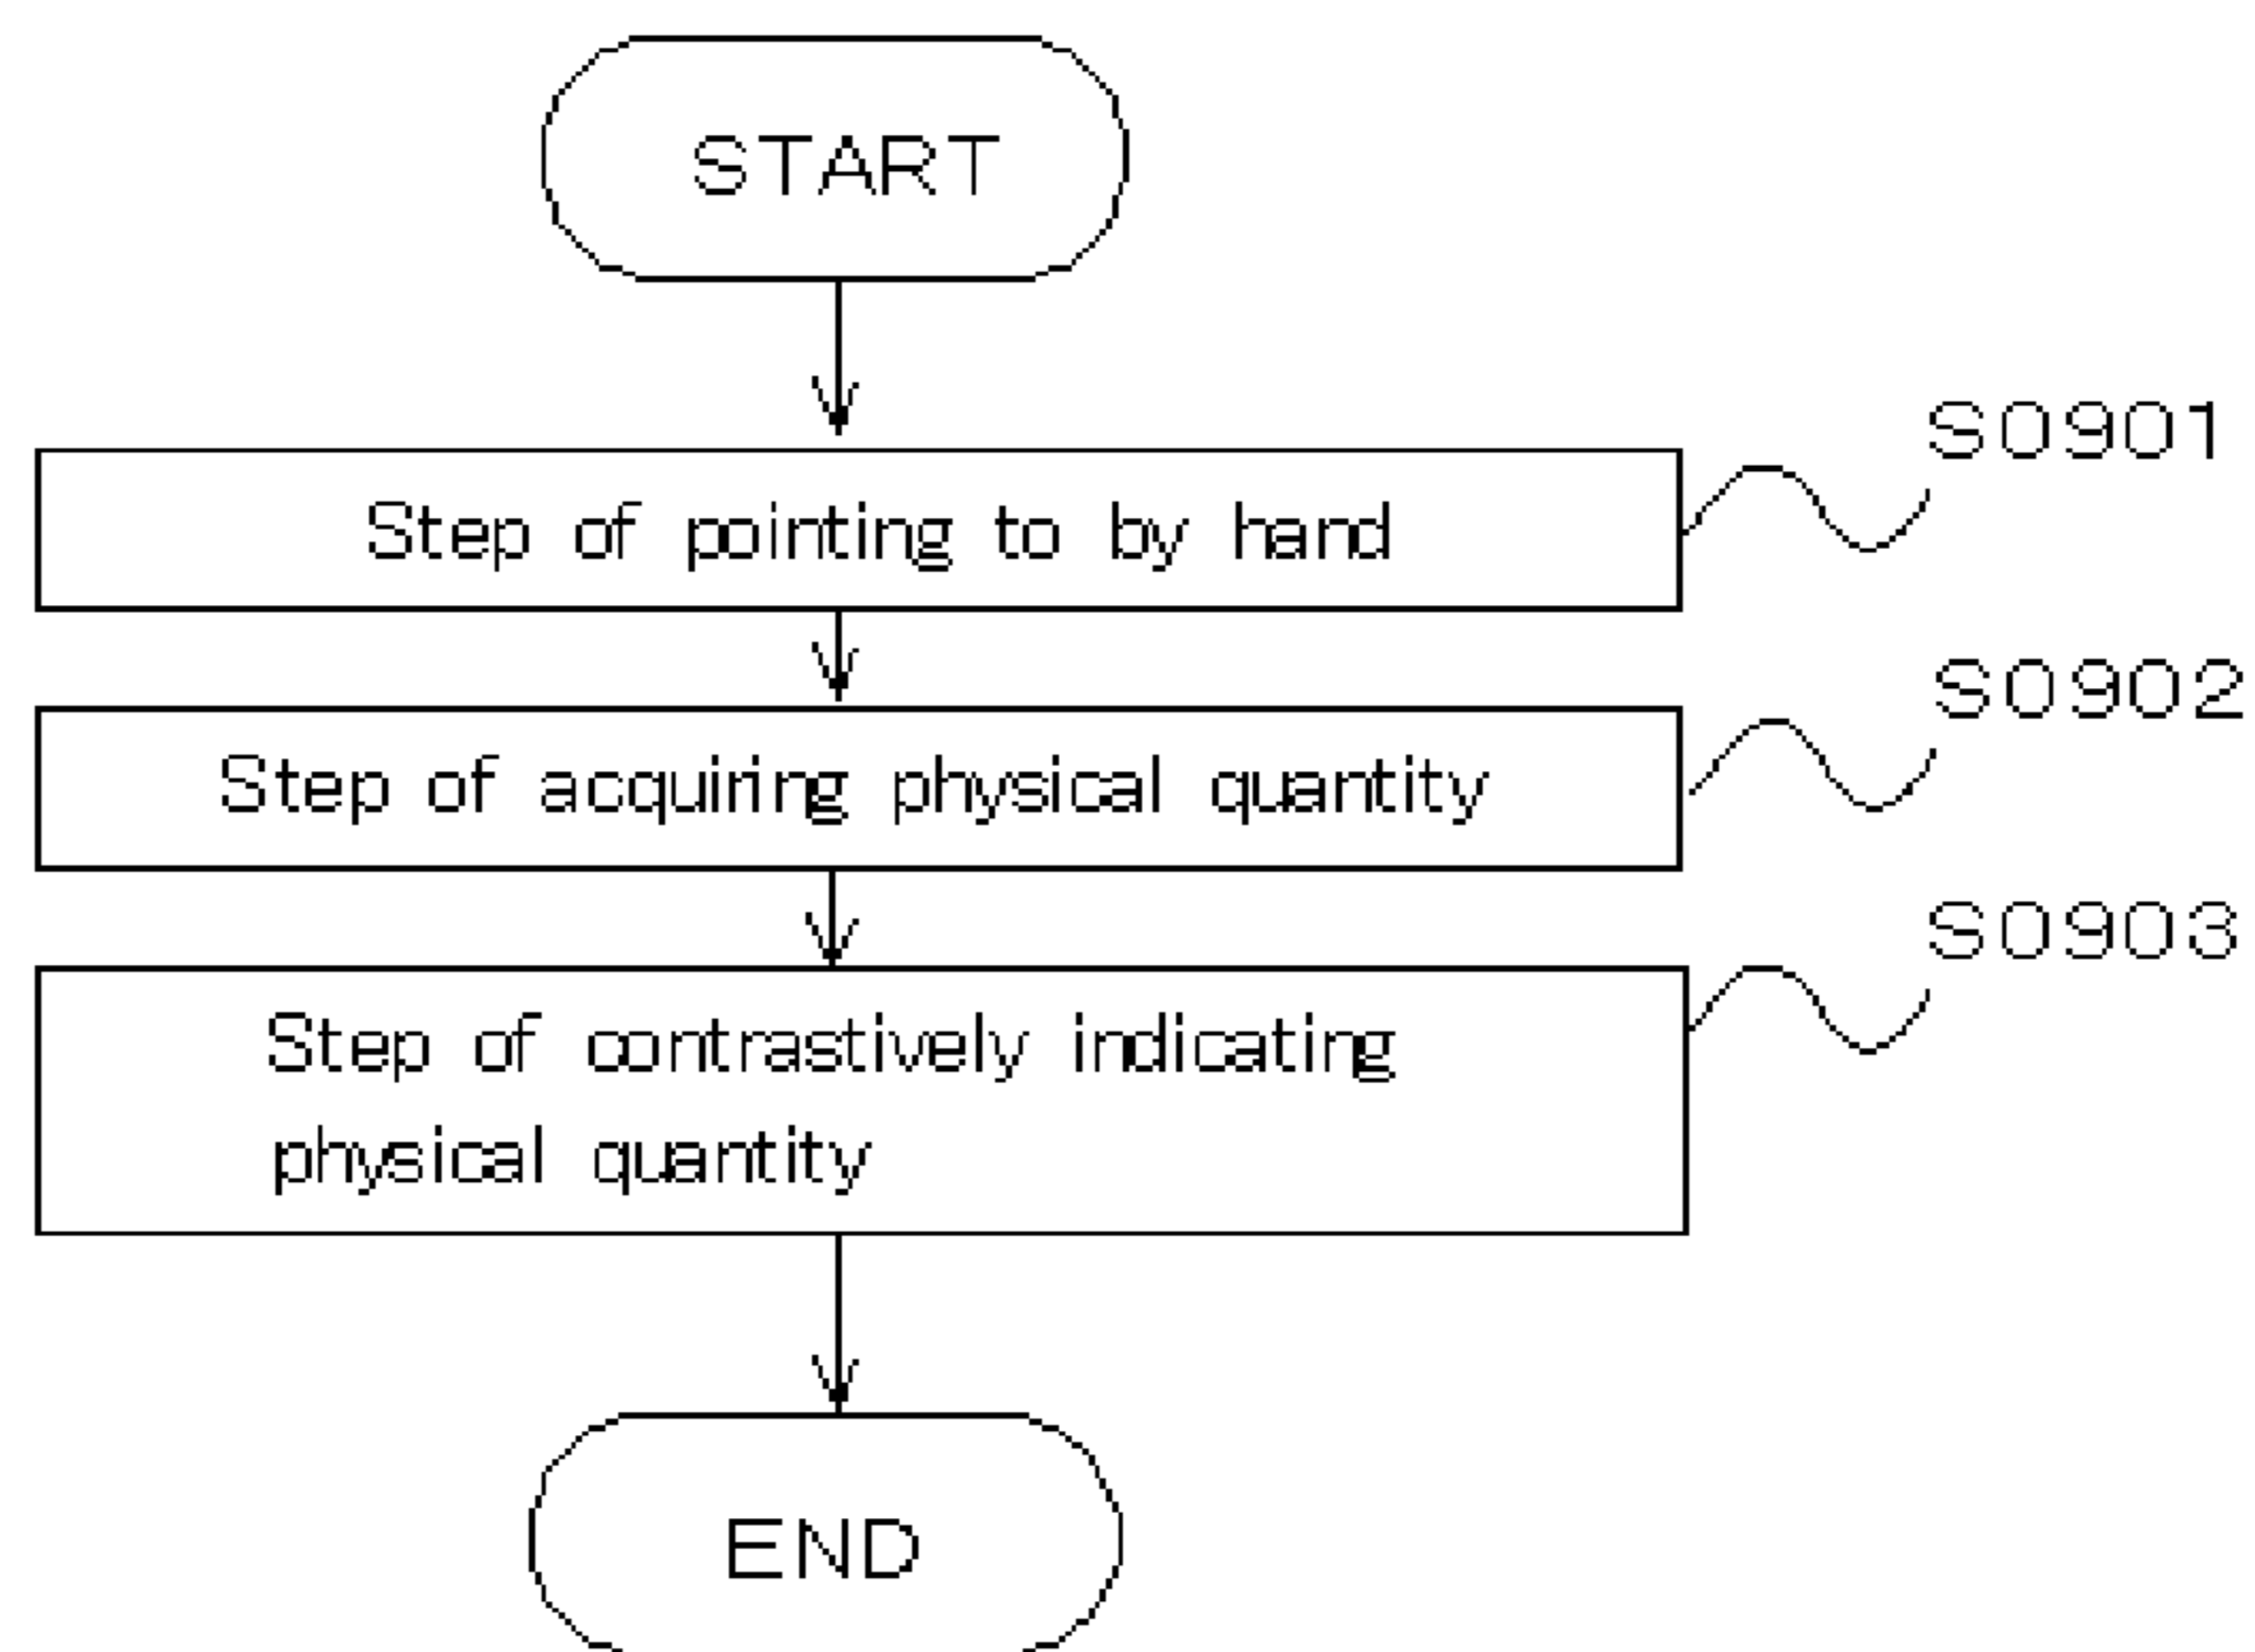 START
S0901
Step of pointing to by hand
S0902
Step of acquiring physical quantity
S0903
Step of contrastively indicating
physical quantity
END